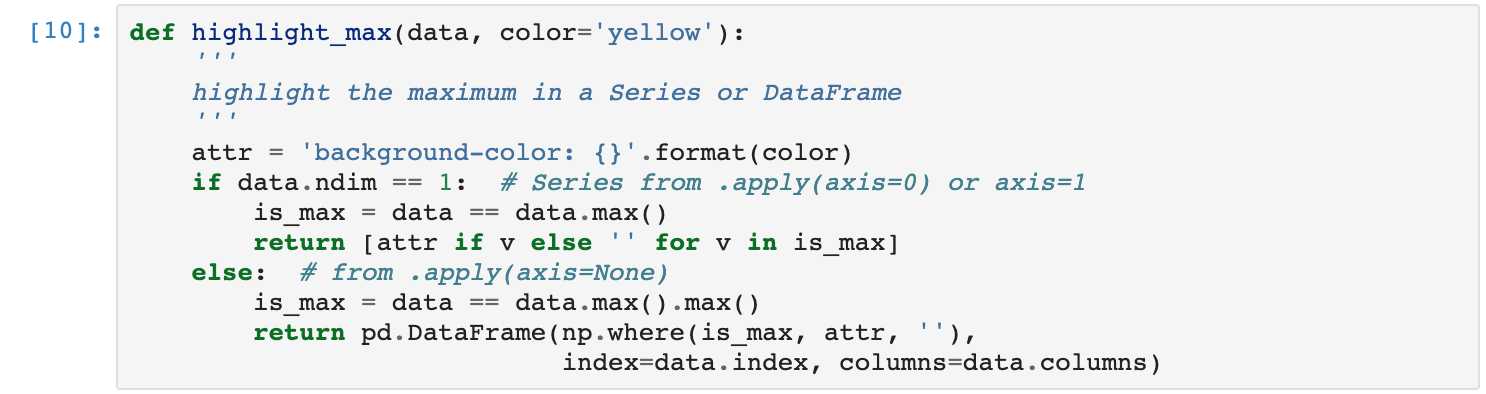 [10]: def highlight_max(data, color='yellow'):
    '''
    highlight the maximum in a Series or DataFrame
    '''
    attr = 'background-color: {}'.format(color)
    if data.ndim == 1:  # Series from .apply(axis=0) or axis=1
        is_max = data == data.max()
        return [attr if v else '' for v in is_max]
    else:  # from .apply(axis=None)
        is_max = data == data.max().max()
        return pd.DataFrame(np.where(is_max, attr, ''),
                            index=data.index, columns=data.columns)